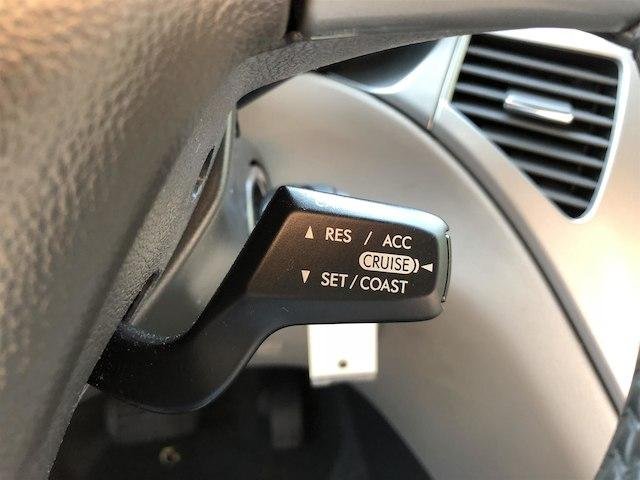 ▲ RES / ACC
CRUISE
▼ SET / COAST